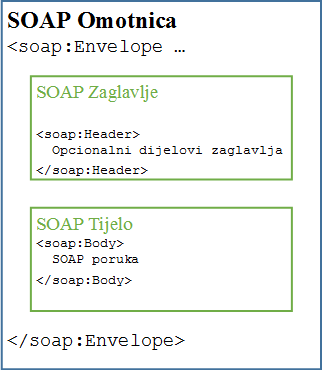 SOAP Omotnica
<soap:Envelope …
SOAP Zaglavlje
<soap:Header>
Opcionalni dijelovi zaglavlja
</soap:Header>
SOAP Tijelo
<soap:Body>
SOAP poruka
</soap:Body>
</soap:Envelope>